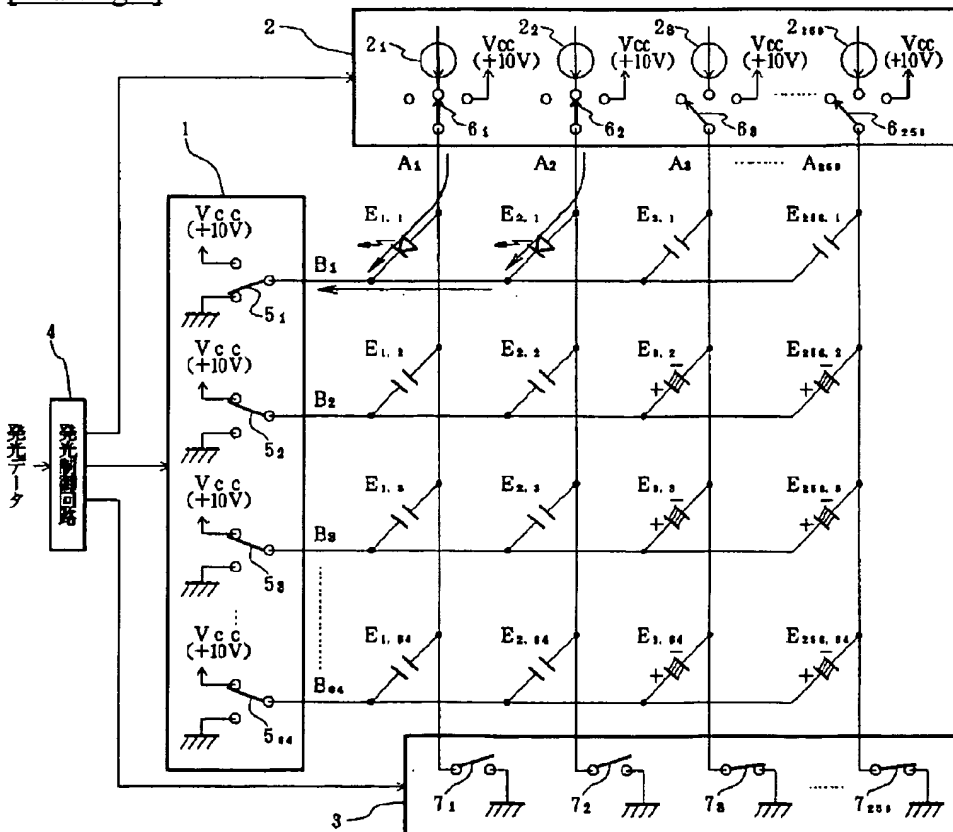 2
2₁
2₂
2₃
2₂₅₆
Vcc
(+10V)
Vcc
(+10V)
Vcc
(+10V)
Vcc
(+10V)
6₁
6₂
6₃
6₂₅₆
A₁
A₂
A₃
A₂₅₆
1
Vcc
(+10V)
B₁
5₁
E₁,₁
E₂,₁
E₃,₁
E₂₅₆,₁
4
Vcc
(+10V)
B₂
5₂
E₁,₂
E₂,₂
E₃,₂
E₂₅₆,₂
+ −
+ −
発光データ
発光制御回路
Vcc
(+10V)
B₃
5₃
E₁,₃
E₂,₃
E₃,₃
E₂₅₆,₃
+ −
+ −
Vcc
(+10V)
B₆₄
5₆₄
E₁,₆₄
E₂,₆₄
E₃,₆₄
E₂₅₆,₆₄
+ −
+ −
3
7₁
7₂
7₃
7₂₅₆